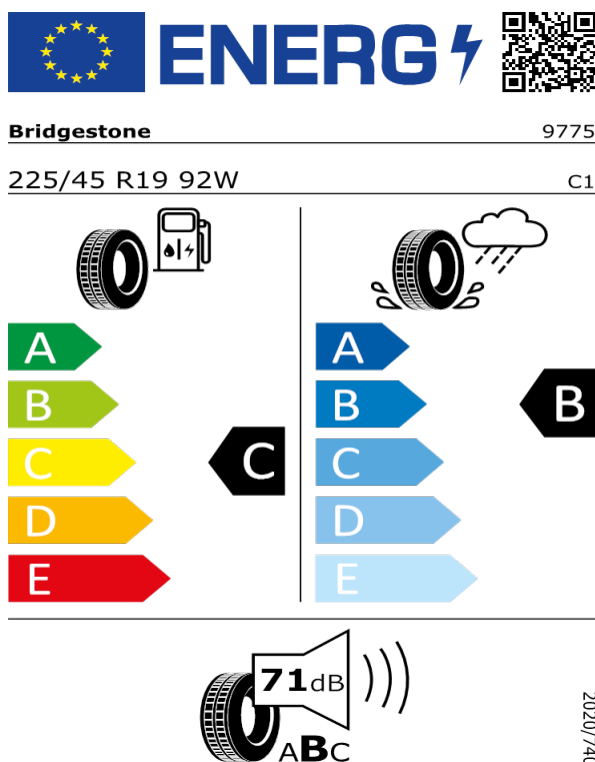 ENERG
Bridgestone 9775
225/45 R19 92W C1
A A
B B B
C C C
D D
E E
71dB
ABC
2020/740